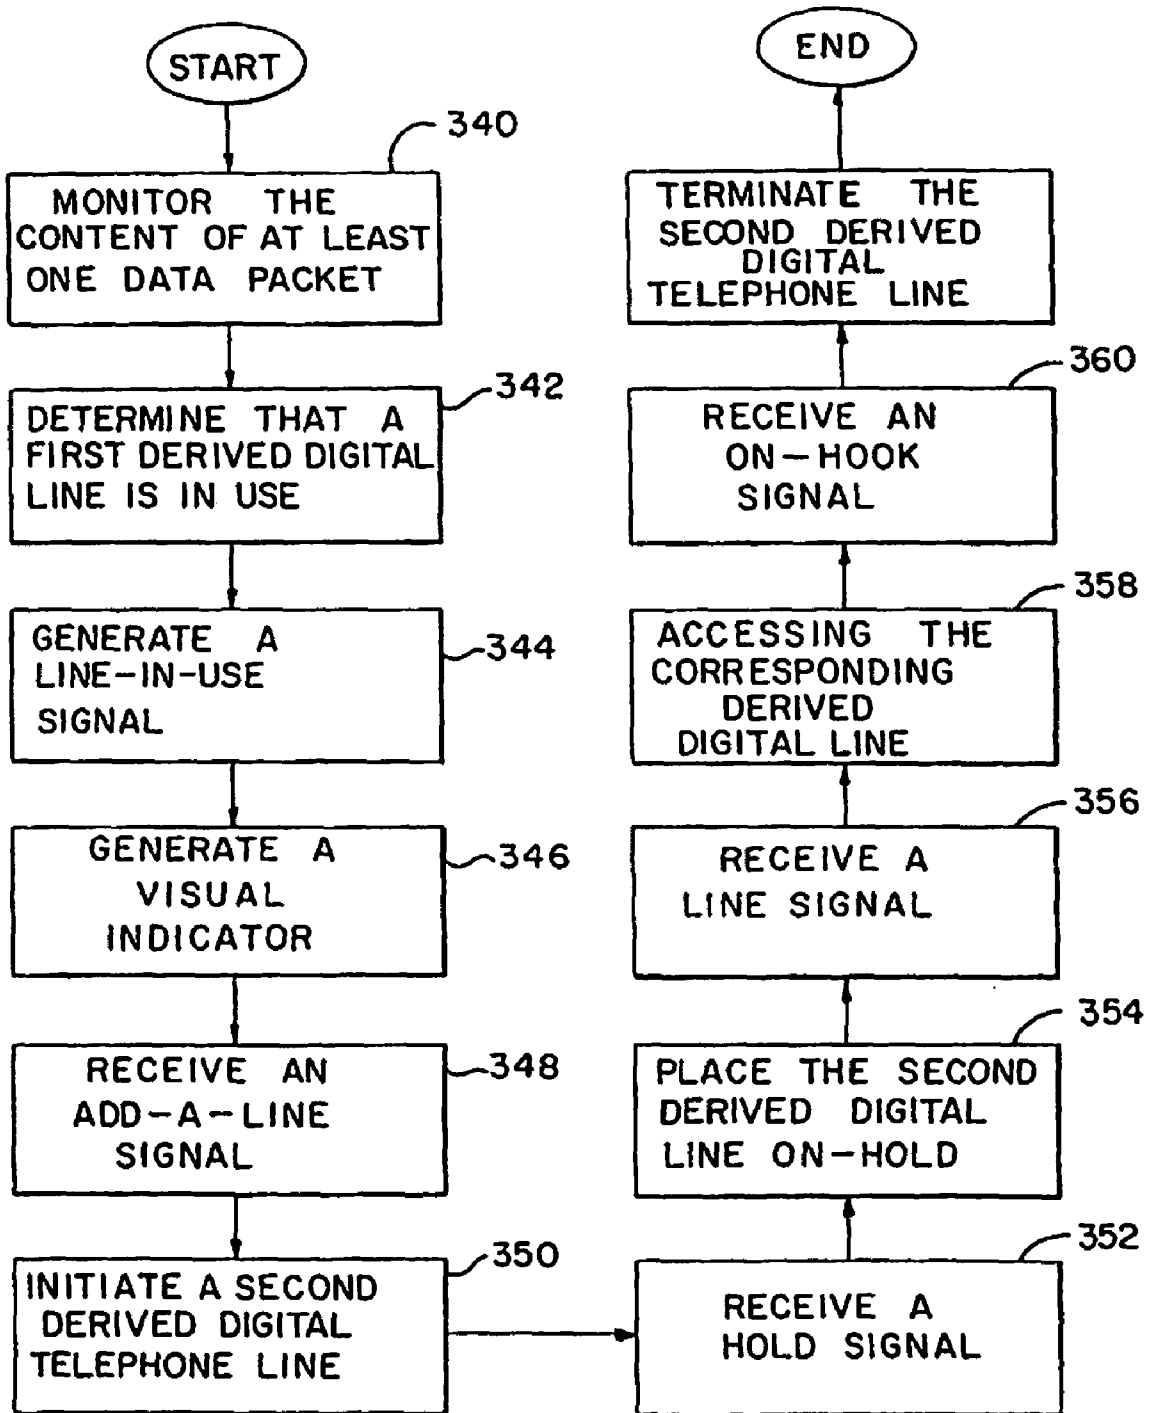 START
340
MONITOR THE
CONTENT OF AT LEAST
ONE DATA PACKET
342
DETERMINE THAT A
FIRST DERIVED DIGITAL
LINE IS IN USE
344
GENERATE A
LINE-IN-USE
SIGNAL
346
GENERATE A
VISUAL
INDICATOR
348
RECEIVE AN
ADD-A-LINE
SIGNAL
350
INITIATE A SECOND
DERIVED DIGITAL
TELEPHONE LINE
352
RECEIVE A
HOLD SIGNAL
354
PLACE THE SECOND
DERIVED DIGITAL
LINE ON-HOLD
356
RECEIVE A
LINE SIGNAL
358
ACCESSING THE
CORRESPONDING
DERIVED
DIGITAL LINE
360
RECEIVE AN
ON-HOOK
SIGNAL
TERMINATE THE
SECOND DERIVED
DIGITAL
TELEPHONE LINE
END